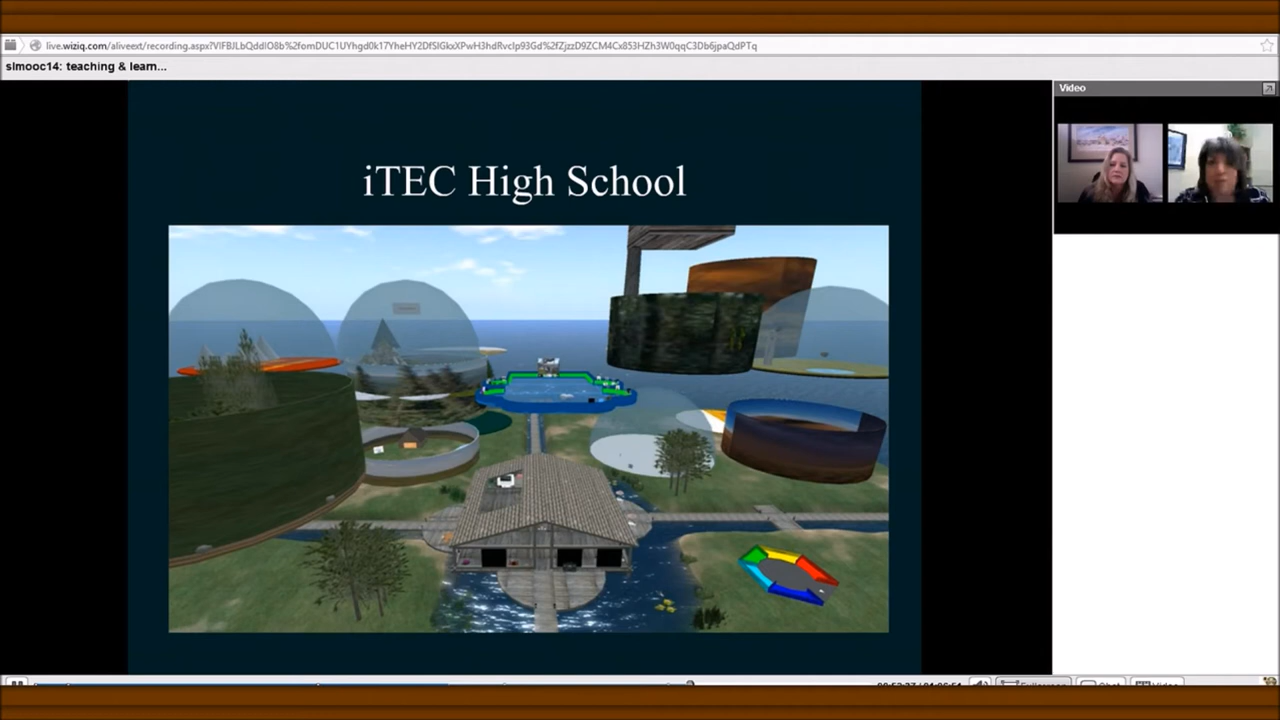 live.wiziq.com/aliveext/recording.aspx?
slmooc14: teaching & learn...
Video
iTEC High School